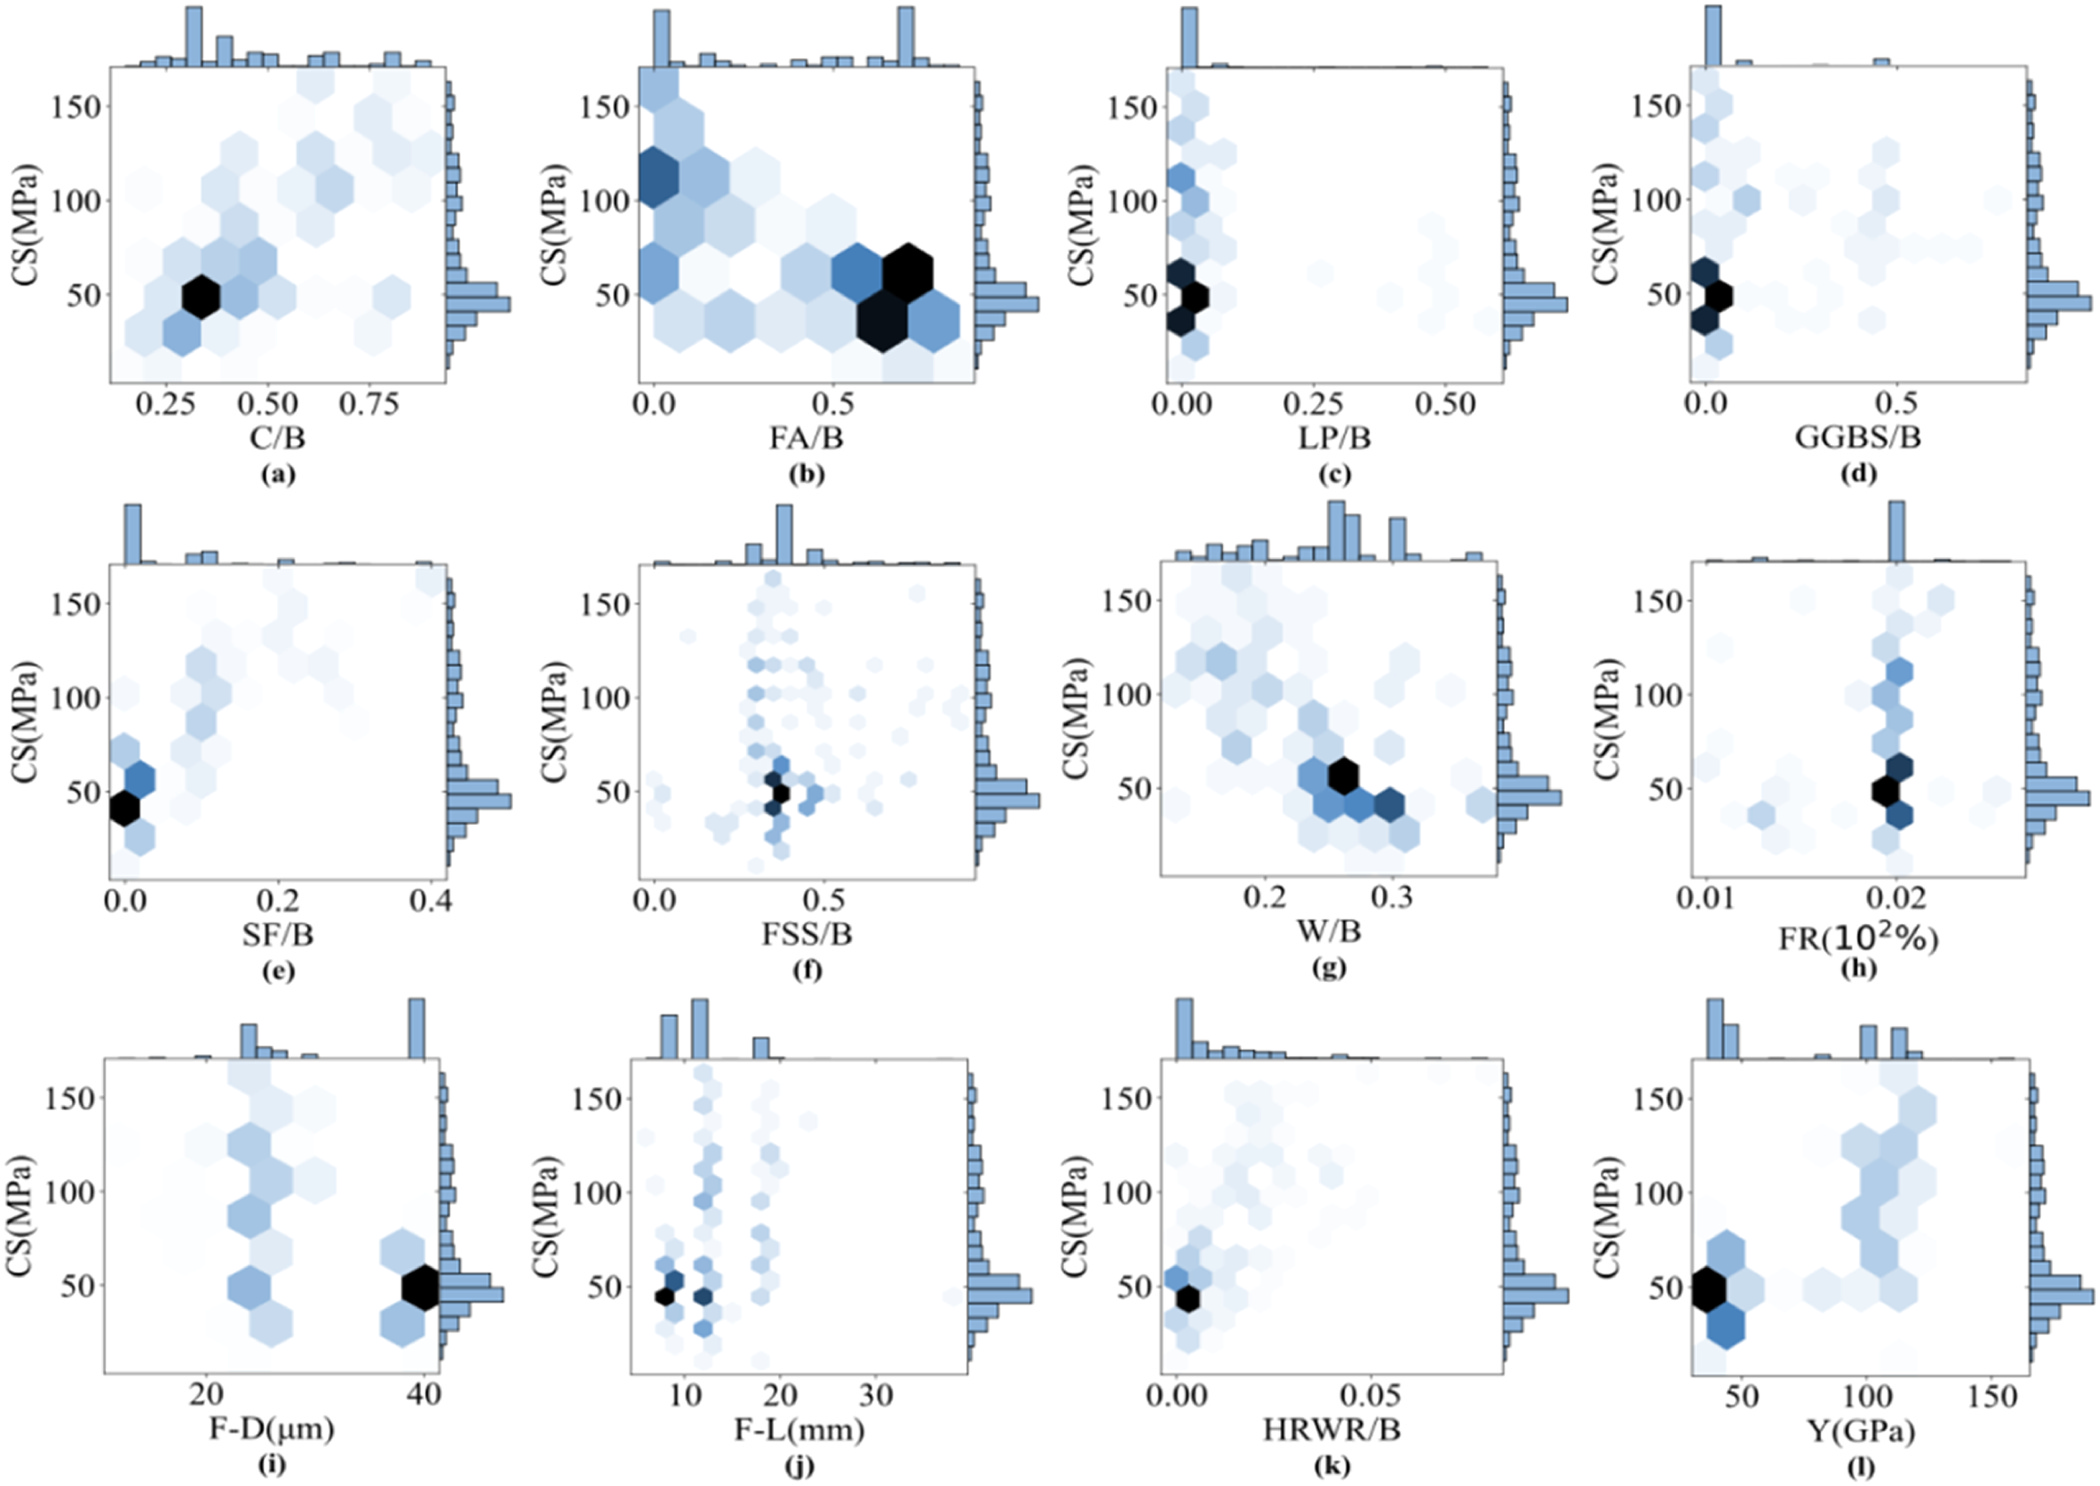 CS(MPa)
150
100
50
0.25 0.50 0.75
C/B
(a)
CS(MPa)
150
100
50
0.0 0.5
FA/B
(b)
CS(MPa)
150
100
50
0.00 0.25 0.50
LP/B
(c)
CS(MPa)
150
100
50
0.0 0.5
GGBS/B
(d)
CS(MPa)
150
100
50
0.0 0.2 0.4
SF/B
(e)
CS(MPa)
150
100
50
0.0 0.5
FSS/B
(f)
CS(MPa)
150
100
50
0.2 0.3
W/B
(g)
CS(MPa)
150
100
50
0.01 0.02
FR(10²%)
(h)
CS(MPa)
150
100
50
20 40
F-D(μm)
(i)
CS(MPa)
150
100
50
10 20 30
F-L(mm)
(j)
CS(MPa)
150
100
50
0.00 0.05
HRWR/B
(k)
CS(MPa)
150
100
50
50 100 150
Y(GPa)
(l)